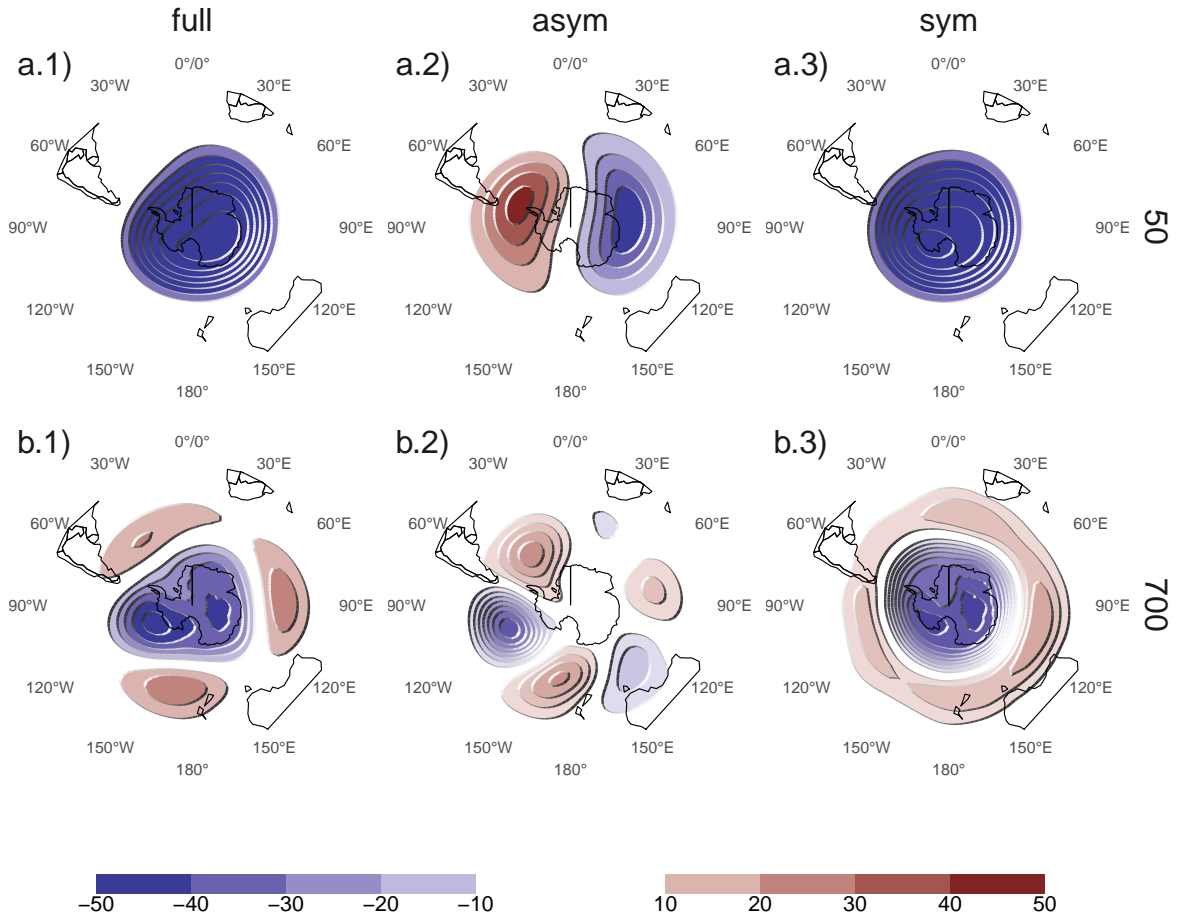 full asym sym
a.1) a.2) a.3)
0°/0° 0°/0° 0°/0°
30°W 30°E 30°W 30°E 30°W 30°E
60°W 60°E 60°W 60°E 60°W 60°E
90°W 90°E 90°W 90°E 90°W 90°E 50
120°W 120°E 120°W 120°E 120°W 120°E
150°W 150°E 150°W 150°E 150°W 150°E
180° 180° 180°
b.1) b.2) b.3)
0°/0° 0°/0° 0°/0°
30°W 30°E 30°W 30°E 30°W 30°E
60°W 60°E 60°W 60°E 60°W 60°E
90°W 90°E 90°W 90°E 90°W 90°E 700
120°W 120°E 120°W 120°E 120°W 120°E
150°W 150°E 150°W 150°E 150°W 150°E
180° 180° 180°
−50 −40 −30 −20 −10 10 20 30 40 50